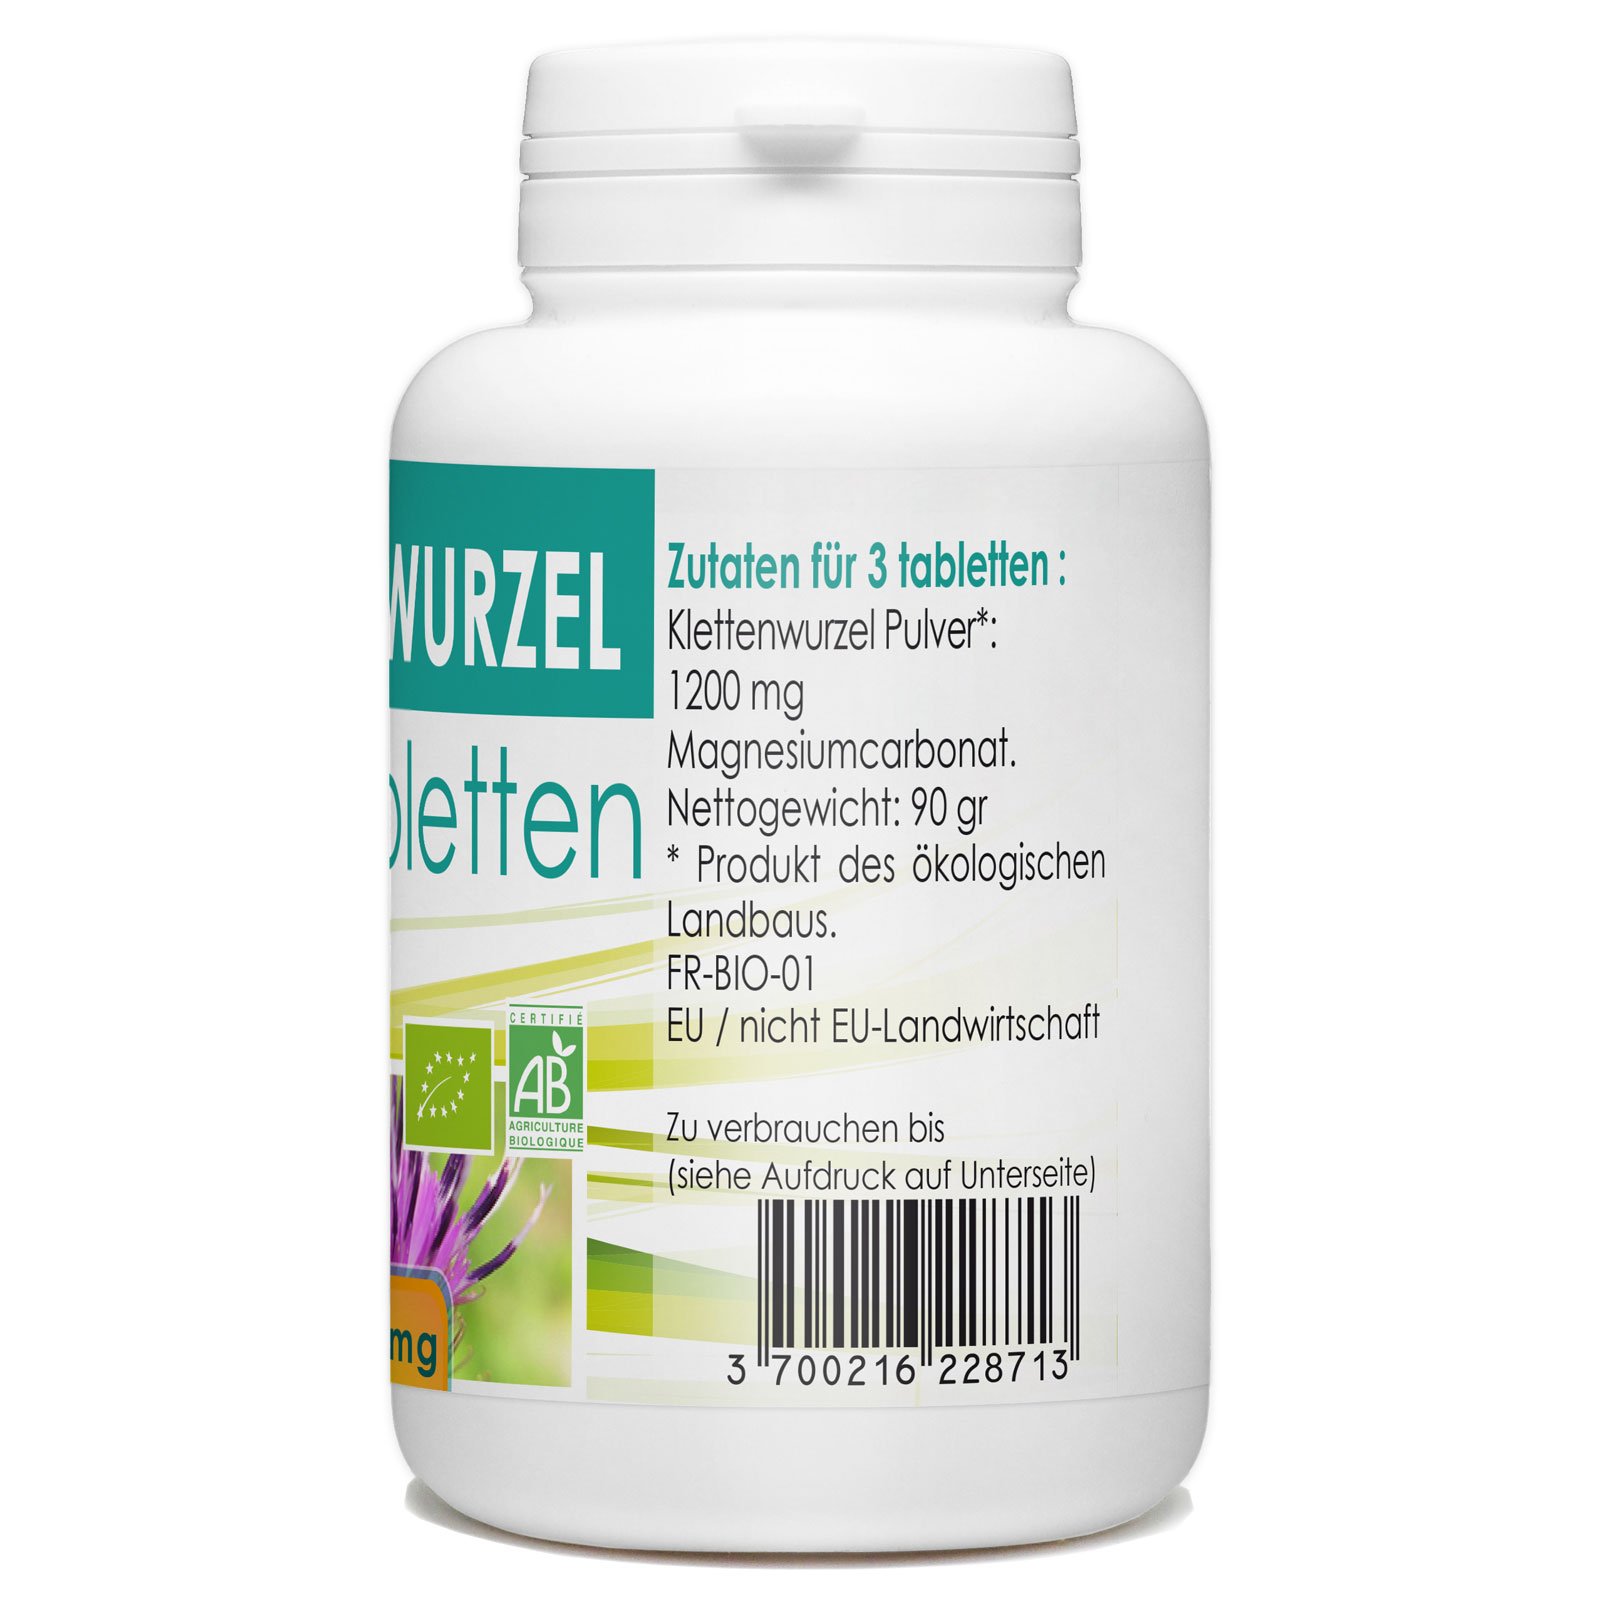 WURZEL
bletten
Zutaten für 3 tabletten :
Klettenwurzel Pulver*:
1200 mg
Magnesiumcarbonat.
Nettogewicht: 90 gr
* Produkt des ökologischen
Landbaus.
FR-BIO-01
EU / nicht EU-Landwirtschaft
CERTIFIÉ
AB
AGRICULTURE
BIOLOGIQUE
mg
Zu verbrauchen bis
(siehe Aufdruck auf Unterseite)
3 700216 228713